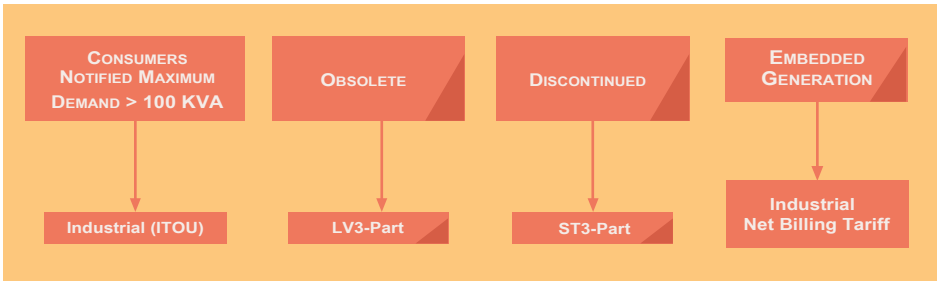 Consumers
Notified Maximum
Demand > 100 KVA
Obsolete
Discontinued
Embedded
Generation
Industrial (ITOU)
LV3-Part
ST3-Part
Industrial
Net Billing Tariff